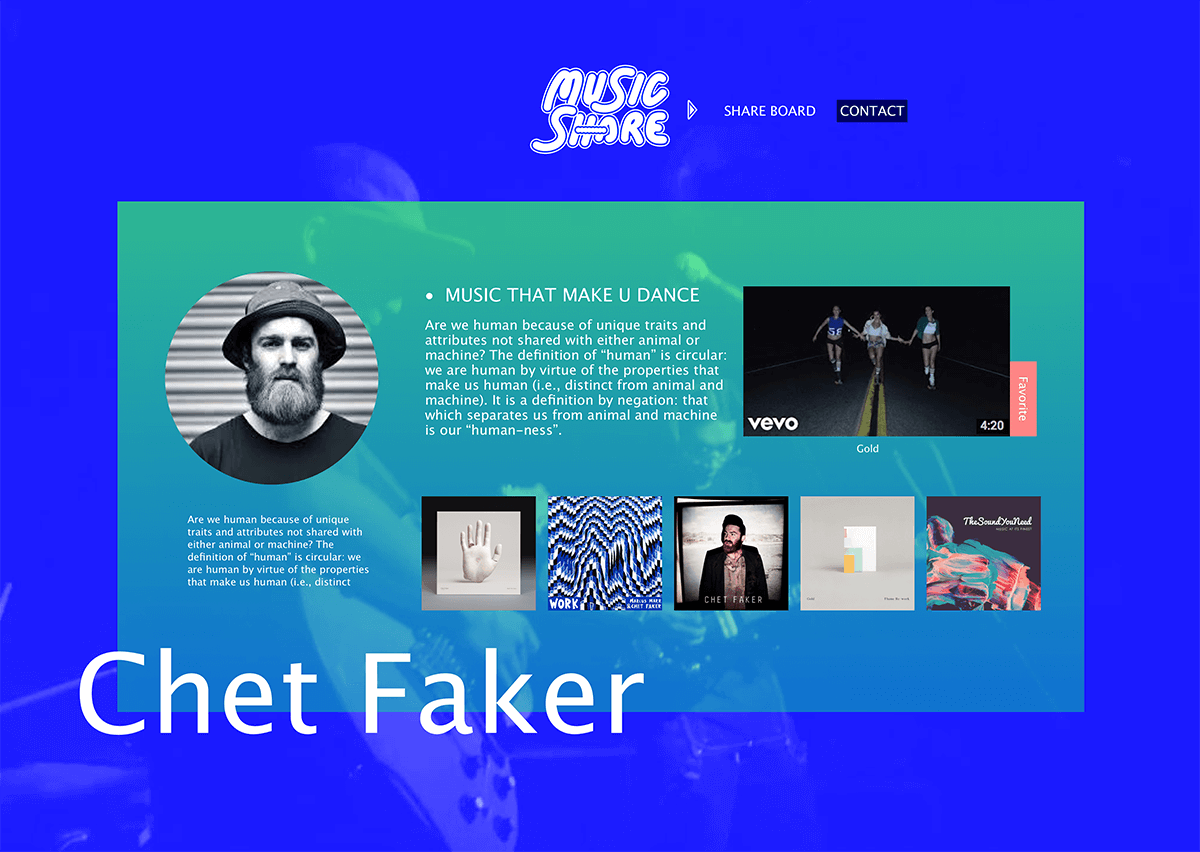 MUSIC
SHARE
SHARE BOARD
CONTACT
• MUSIC THAT MAKE U DANCE
Are we human because of unique traits and
attributes not shared with either animal or
machine? The definition of “human” is circular:
we are human by virtue of the properties that
make us human (i.e., distinct from animal and
machine). It is a definition by negation: that
which separates us from animal and machine
is our “human-ness”.
vevo
4:20
Favorite
Gold
Are we human because of unique
traits and attributes not shared with
either animal or machine? The
definition of “human” is circular: we
are human by virtue of the properties
that make us human (i.e., distinct
WORK
MARCUS MARR
&CHET FAKER
CHET FAKER
Gold
TheSoundYouNeed
Chet Faker